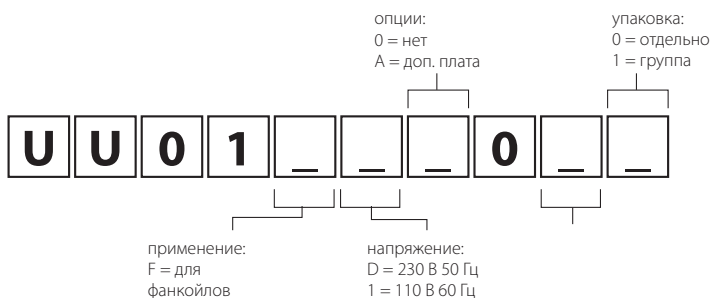 опции:
0 = нет
A = доп. плата
упаковка:
0 = отдельно
1 = группа
U U 0 1 _ _ _ 0 _ _
применение:
F = для
фанкойлов
напряжение:
D = 230 В 50 Гц
1 = 110 В 60 Гц